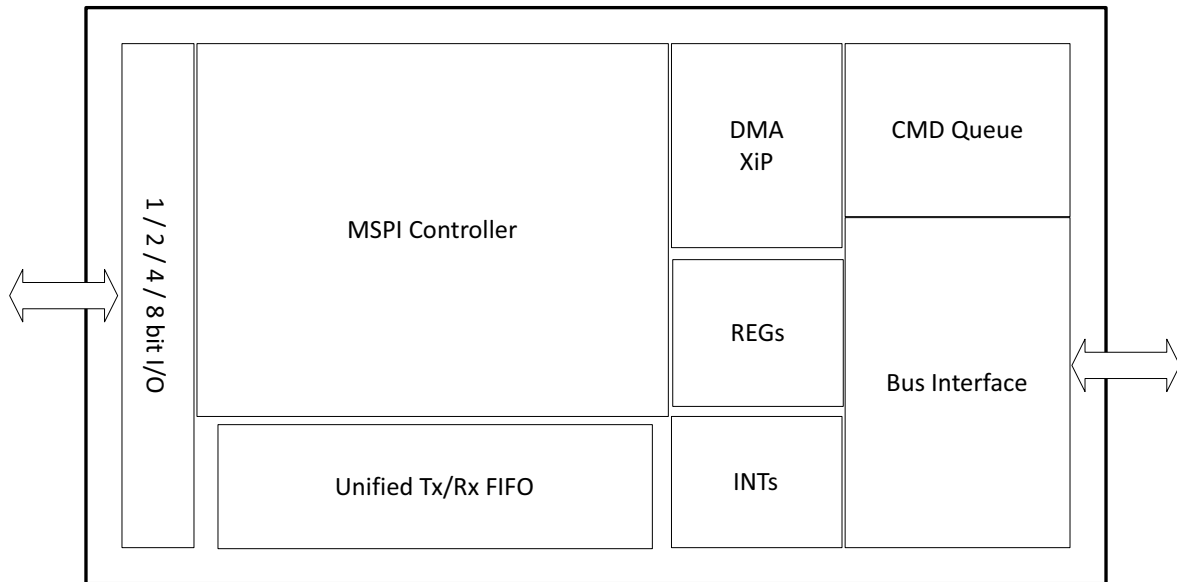 1 / 2 / 4 / 8 bit I/O
MSPI Controller
Unified Tx/Rx FIFO
DMA
XiP
REGs
INTs
CMD Queue
Bus Interface